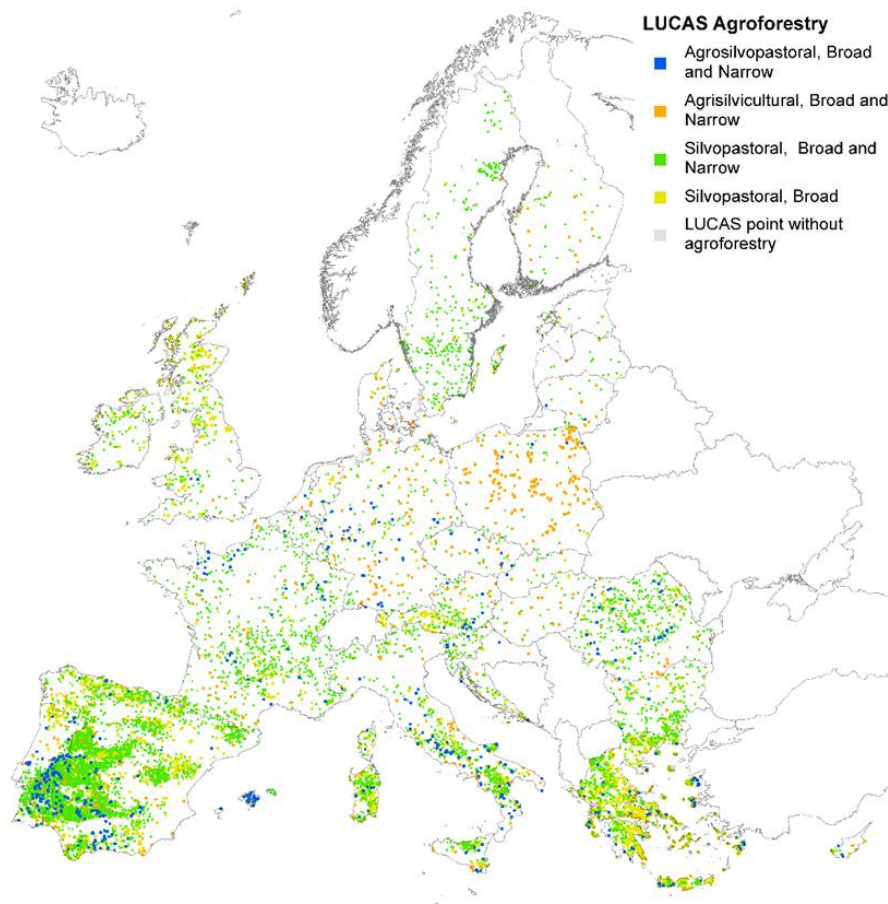 LUCAS Agroforestry
Agrosilvopastoral, Broad
and Narrow
Agrisilvicultural, Broad and
Narrow
Silvopastoral, Broad and
Narrow
Silvopastoral, Broad
LUCAS point without
agroforestry